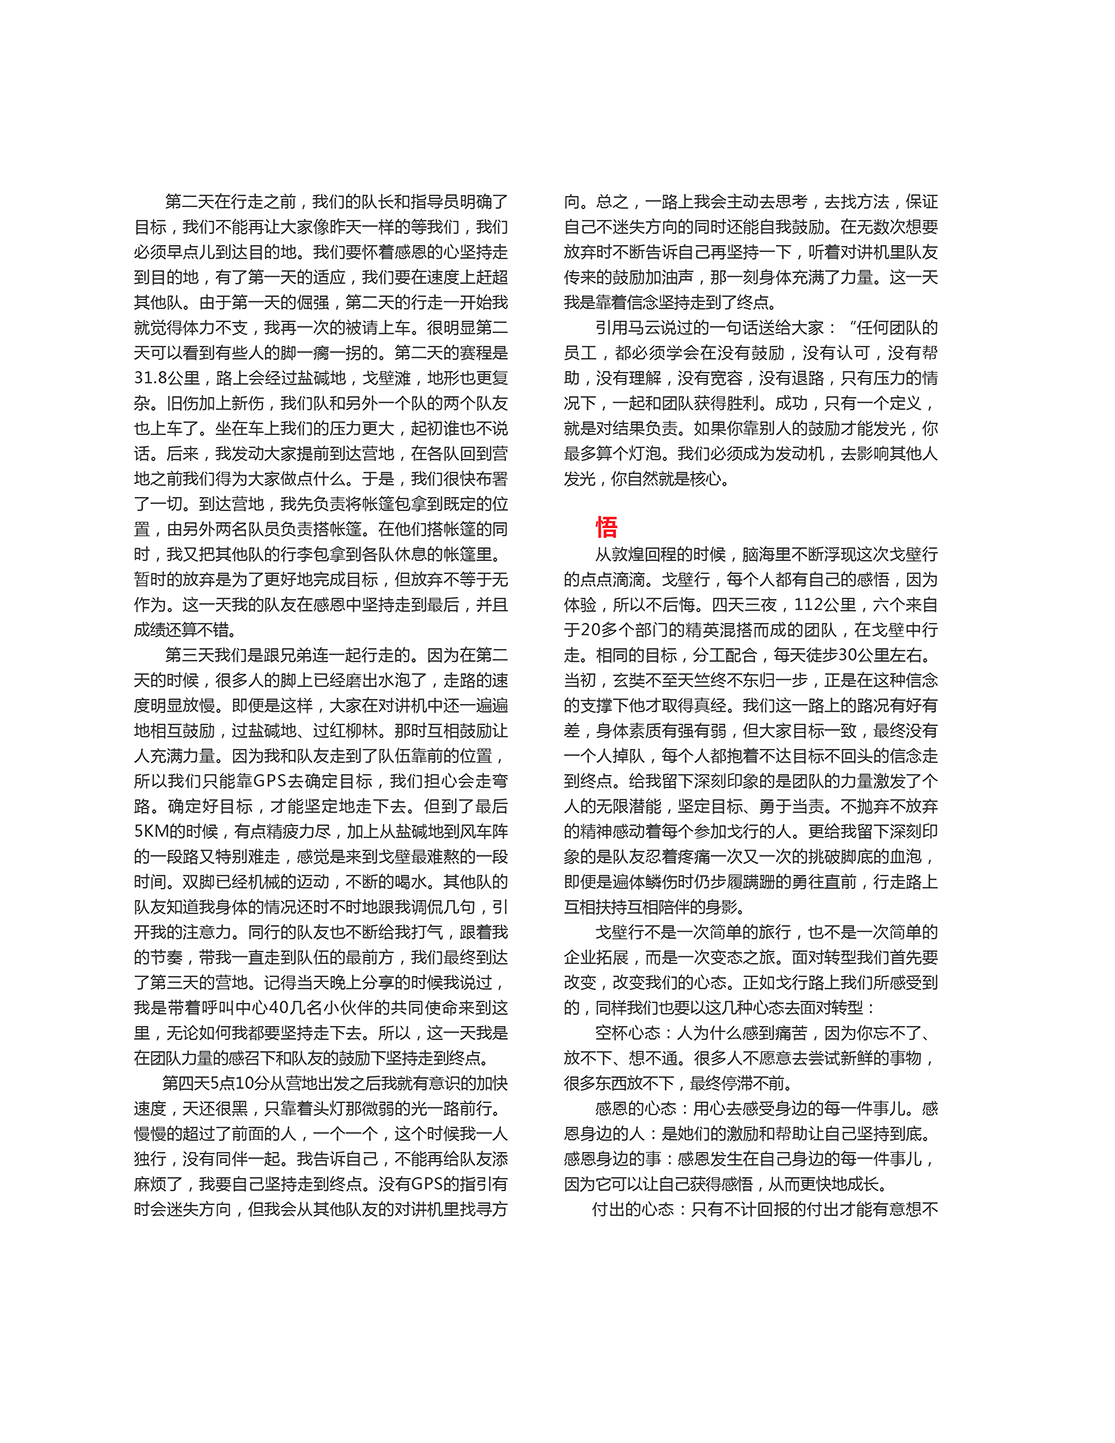 第二天在行走之前，我们的队长和指导员明确了
目标，我们不能再让大家像昨天一样的等我们，我们
必须早点儿到达目的地。我们要怀着感恩的心坚持走
到目的地，有了第一天的适应，我们要在速度上赶超
其他队。由于第一天的倔强，第二天的行走一开始我
就觉得体力不支，我再一次的被请上车。很明显第二
天可以看到有些人的脚一瘸一拐的。第二天的赛程是
31.8公里，路上会经过盐碱地，戈壁滩，地形也更复
杂。旧伤加上新伤，我们队和另外一个队的两个队友
也上车了。坐在车上我们的压力更大，起初谁也不说
话。后来，我发动大家提前到达营地，在各队回到营
地之前我们得为大家做点什么。于是，我们很快布署
了一切。到达营地，我先负责将帐篷包拿到既定的位
置，由另外两名队员负责搭帐篷。在他们搭帐篷的同
时，我又把其他队的行李包拿到各队休息的帐篷里。
暂时的放弃是为了更好地完成目标，但放弃不等于无
作为。这一天我的队友在感恩中坚持走到最后，并且
成绩还算不错。
第三天我们是跟兄弟连一起行走的。因为在第二
天的时候，很多人的脚上已经磨出水泡了，走路的速
度明显放慢。即便是这样，大家在对讲机中还一遍遍
地相互鼓励，过盐碱地、过红柳林。那时互相鼓励让
人充满力量。因为我和队友走到了队伍靠前的位置，
所以我们只能靠GPS去确定目标，我们担心会走弯
路。确定好目标，才能坚定地走下去。但到了最后
5KM的时候，有点精疲力尽，加上从盐碱地到风车阵
的一段路又特别难走，感觉是来到戈壁最难熬的一段
时间。双脚已经机械的迈动，不断的喝水。其他队的
队友知道我身体的情况还时不时地跟我调侃几句，引
开我的注意力。同行的队友也不断给我打气，跟着我
的节奏，带我一直走到队伍的最前方，我们最终到达
了第三天的营地。记得当天晚上分享的时候我说过，
我是带着呼叫中心40几名小伙伴的共同使命来到这
里，无论如何我都要坚持走下去。所以，这一天我是
在团队力量的感召下和队友的鼓励下坚持走到终点。
第四天5点10分从营地出发之后我就有意识的加快
速度，天还很黑，只靠着头灯那微弱的光一路前行。
慢慢的超过了前面的人，一个一个，这个时候我一人
独行，没有同伴一起。我告诉自己，不能再给队友添
麻烦了，我要自己坚持走到终点。没有GPS的指引有
时会迷失方向，但我会从其他队友的对讲机里找寻方
向。总之，一路上我会主动去思考，去找方法，保证
自己不迷失方向的同时还能自我鼓励。在无数次想要
放弃时不断告诉自己再坚持一下，听着对讲机里队友
传来的鼓励加油声，那一刻身体充满了力量。这一天
我是靠着信念坚持走到了终点。
引用马云说过的一句话送给大家：“任何团队的
员工，都必须学会在没有鼓励，没有认可，没有帮
助，没有理解，没有宽容，没有退路，只有压力的情
况下，一起和团队获得胜利。成功，只有一个定义，
就是对结果负责。如果你靠别人的鼓励才能发光，你
最多算个灯泡。我们必须成为发动机，去影响其他人
发光，你自然就是核心。
悟
从敦煌回程的时候，脑海里不断浮现这次戈壁行
的点点滴滴。戈壁行，每个人都有自己的感悟，因为
体验，所以不后悔。四天三夜，112公里，六个来自
于20多个部门的精英混搭而成的团队，在戈壁中行
走。相同的目标，分工配合，每天徒步30公里左右。
当初，玄奘不至天竺终不东归一步，正是在这种信念
的支撑下他才取得真经。我们这一路上的路况有好有
差，身体素质有强有弱，但大家目标一致，最终没有
一个人掉队，每个人都抱着不达目标不回头的信念走
到终点。给我留下深刻印象的是团队的力量激发了个
人的无限潜能，坚定目标、勇于当责。不抛弃不放弃
的精神感动着每个参加戈行的人。更给我留下深刻印
象的是队友忍着疼痛一次又一次的挑破脚底的血泡，
即便是遍体鳞伤时仍步履蹒跚的勇往直前，行走路上
互相扶持互相陪伴的身影。
戈壁行不是一次简单的旅行，也不是一次简单的
企业拓展，而是一次变态之旅。面对转型我们首先要
改变，改变我们的心态。正如戈行路上我们所感受到
的，同样我们也要以这几种心态去面对转型：
空杯心态：人为什么感到痛苦，因为你忘不了、
放不下、想不通。很多人不愿意去尝试新鲜的事物，
很多东西放不下，最终停滞不前。
感恩的心态：用心去感受身边的每一件事儿。感
恩身边的人：是她们的激励和帮助让自己坚持到底。
感恩身边的事：感恩发生在自己身边的每一件事儿，
因为它可以让自己获得感悟，从而更快地成长。
付出的心态：只有不计回报的付出才能有意想不